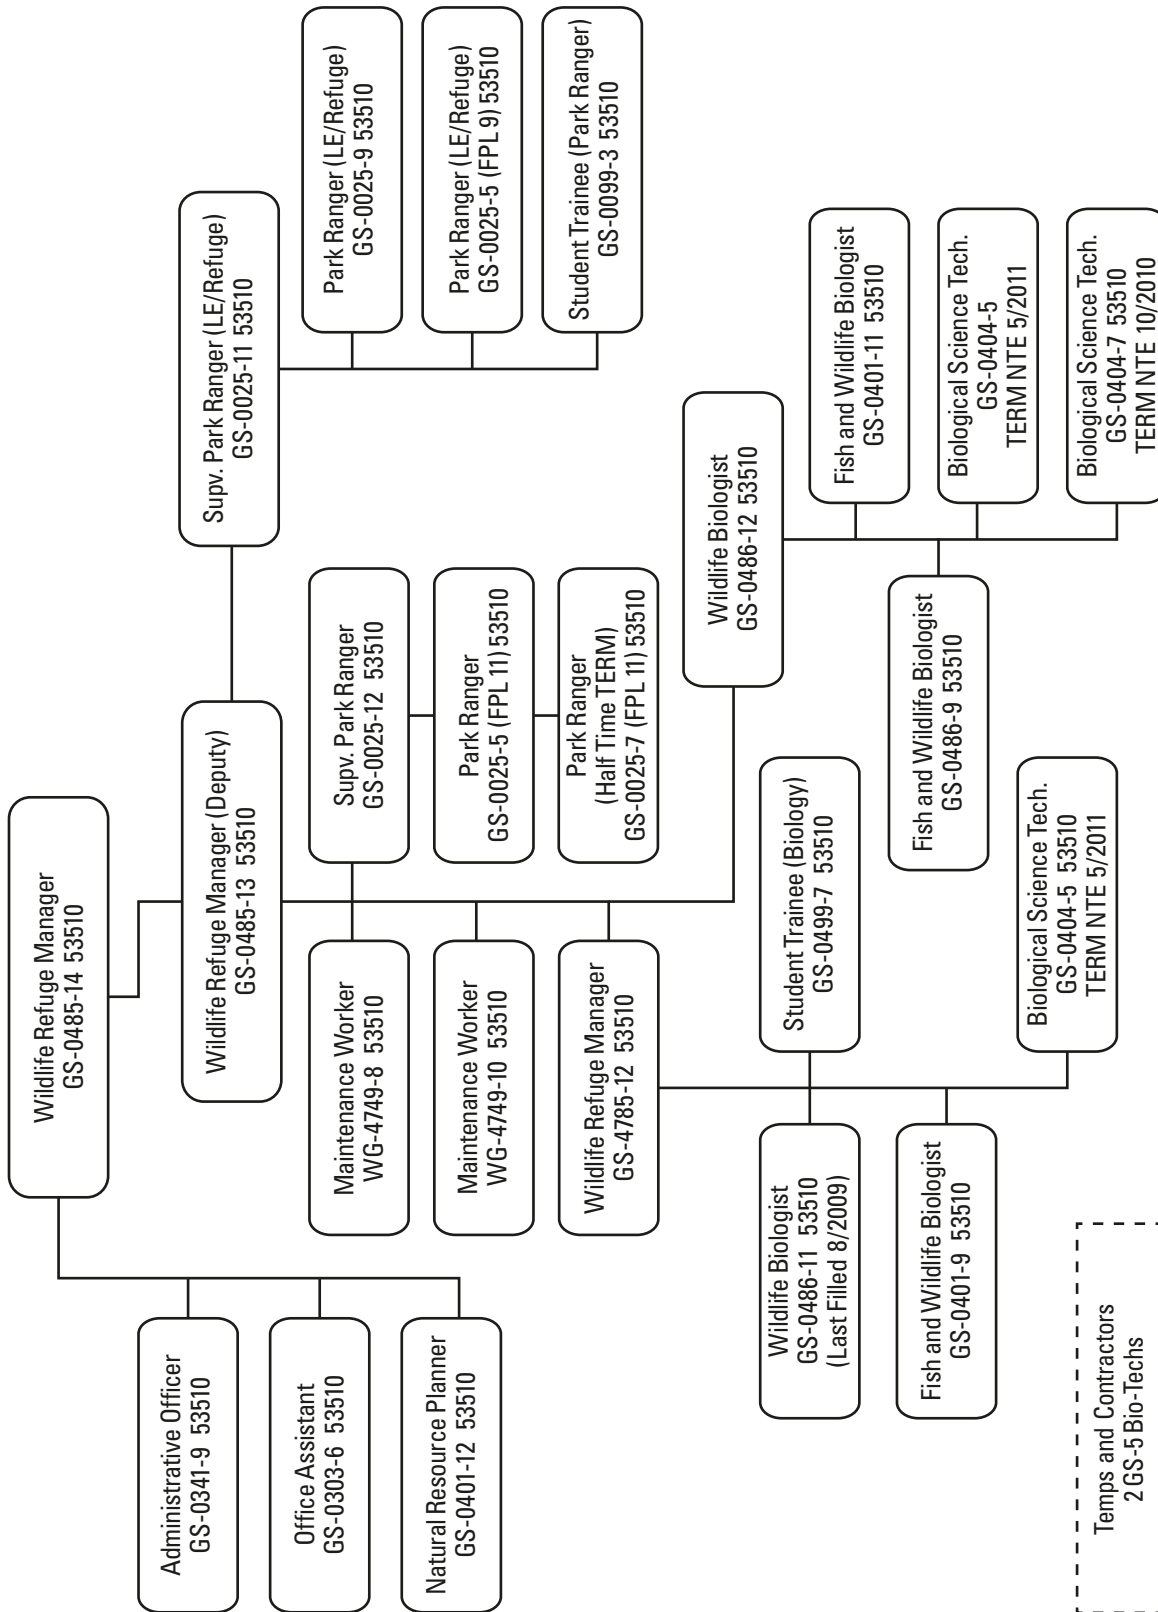 Wildlife Refuge Manager
GS-0485-14 53510
Administrative Officer
GS-0341-9 53510
Office Assistant
GS-0303-6 53510
Natural Resource Planner
GS-0401-12 53510
Wildlife Refuge Manager (Deputy)
GS-0485-13 53510
Supv. Park Ranger (LE/Refuge)
GS-0025-11 53510
Park Ranger (LE/Refuge)
GS-0025-9 53510
Park Ranger (LE/Refuge)
GS-0025-5 (FPL 9) 53510
Student Trainee (Park Ranger)
GS-0099-3 53510
Maintenance Worker
WG-4749-8 53510
Supv. Park Ranger
GS-0025-12 53510
Maintenance Worker
WG-4749-10 53510
Park Ranger
GS-0025-5 (FPL 11) 53510
Wildlife Refuge Manager
GS-4785-12 53510
Park Ranger
(Half Time TERM)
GS-0025-7 (FPL 11) 53510
Wildlife Biologist
GS-0486-12 53510
Wildlife Biologist
GS-0486-11 53510
(Last Filled 8/2009)
Student Trainee (Biology)
GS-0499-7 53510
Fish and Wildlife Biologist
GS-0401-9 53510
Biological Science Tech.
GS-0404-5 53510
TERM NTE 5/2011
Fish and Wildlife Biologist
GS-0401-11 53510
Fish and Wildlife Biologist
GS-0486-9 53510
Biological Science Tech.
GS-0404-5
TERM NTE 5/2011
Biological Science Tech.
GS-0404-7 53510
TERM NTE 10/2010
Temps and Contractors
2 GS-5 Bio-Techs